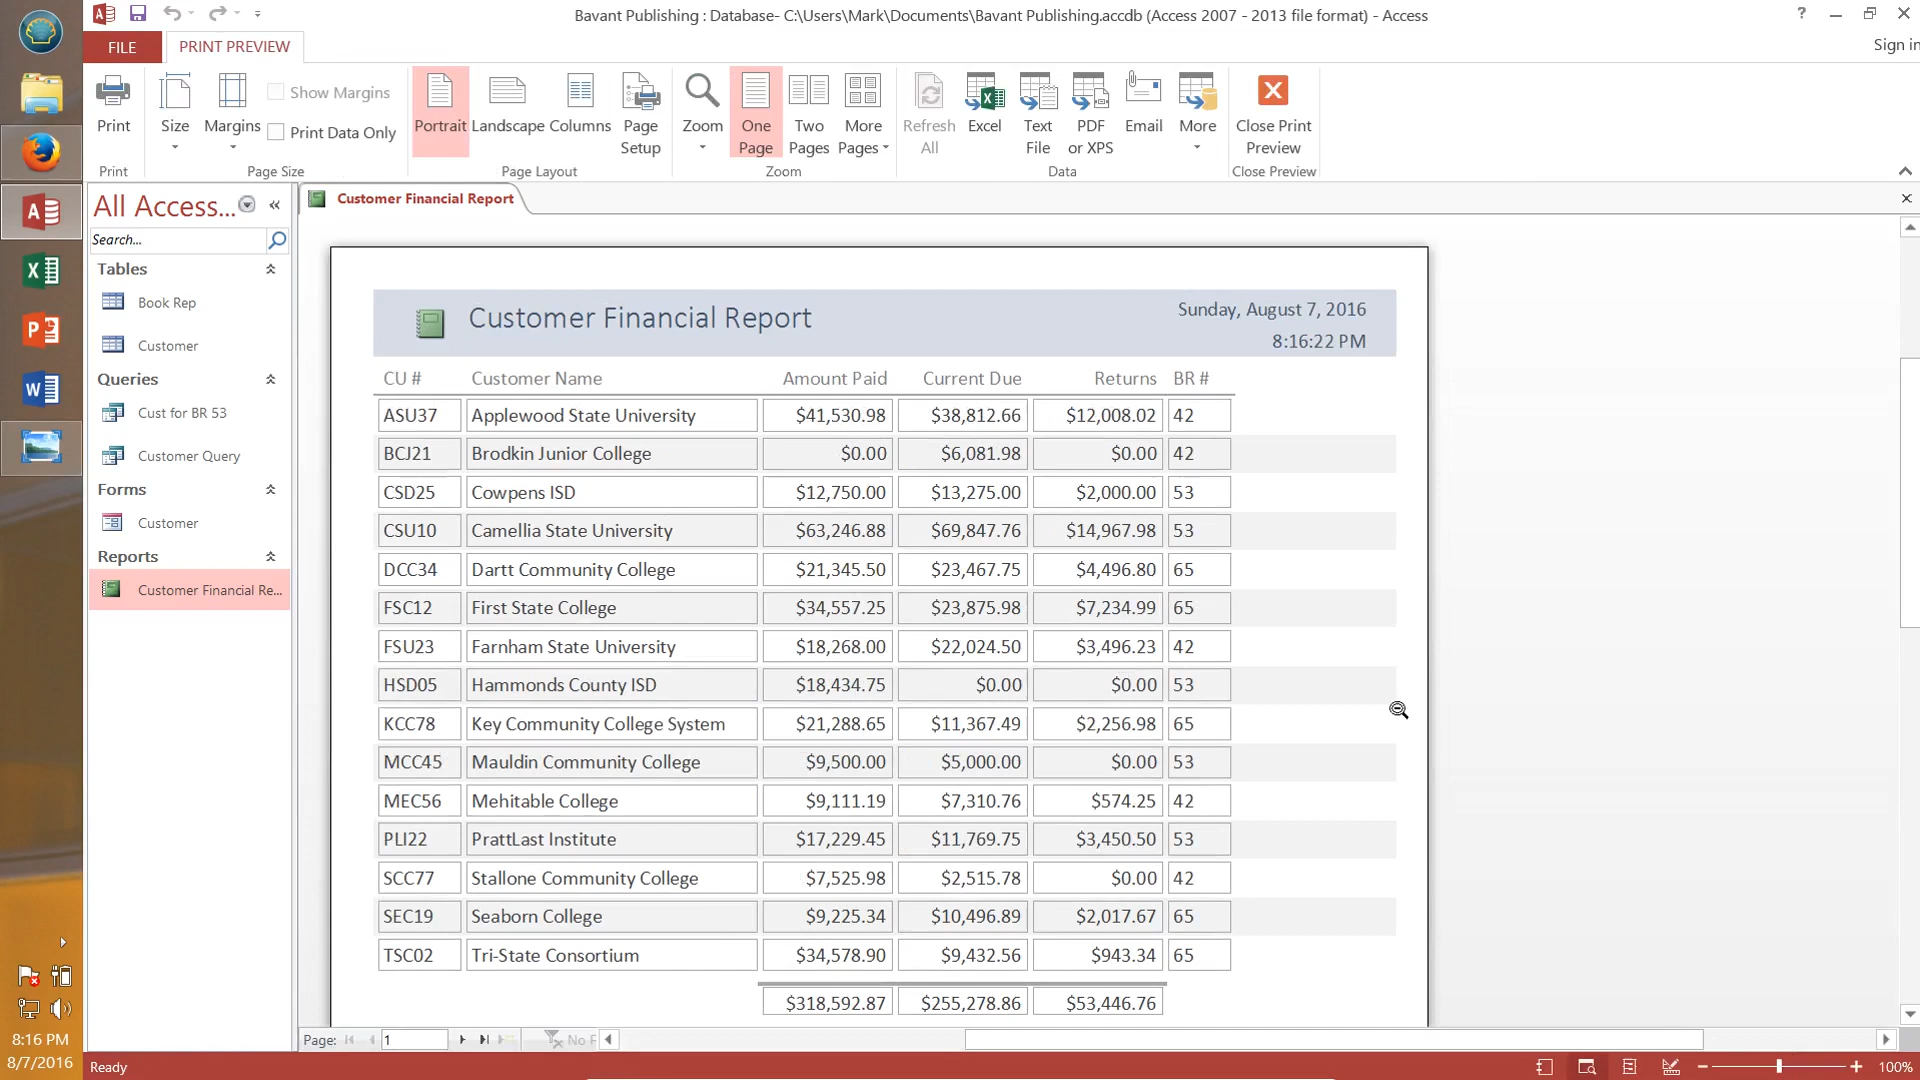 Bavant Publishing : Database- C:\Users\Mark\Documents\Bavant Publishing.accdb (Access 2007 - 2013 file format) - Access
?
FILE PRINT PREVIEW Sign in
Print Size Margins Show Margins Print Data Only Portrait Landscape Columns Page Setup Zoom One Page Two Pages More Pages Refresh All Excel Text File PDF or XPS Email More Close Print Preview
Print Page Size Page Layout Zoom Data Close Preview
All Access... «
Search...
Tables
Book Rep
Customer
Queries
Cust for BR 53
Customer Query
Forms
Customer
Reports
Customer Financial Re...
Customer Financial Report
Customer Financial Report Sunday, August 7, 2016
8:16:22 PM
CU # Customer Name Amount Paid Current Due Returns BR #
ASU37 Applewood State University $41,530.98 $38,812.66 $12,008.02 42
BCJ21 Brodkin Junior College $0.00 $6,081.98 $0.00 42
CSD25 Cowpens ISD $12,750.00 $13,275.00 $2,000.00 53
CSU10 Camellia State University $63,246.88 $69,847.76 $14,967.98 53
DCC34 Dartt Community College $21,345.50 $23,467.75 $4,496.80 65
FSC12 First State College $34,557.25 $23,875.98 $7,234.99 65
FSU23 Farnham State University $18,268.00 $22,024.50 $3,496.23 42
HSD05 Hammonds County ISD $18,434.75 $0.00 $0.00 53
KCC78 Key Community College System $21,288.65 $11,367.49 $2,256.98 65
MCC45 Mauldin Community College $9,500.00 $5,000.00 $0.00 53
MEC56 Mehitable College $9,111.19 $7,310.76 $574.25 42
PLI22 PrattLast Institute $17,229.45 $11,769.75 $3,450.50 53
SCC77 Stallone Community College $7,525.98 $2,515.78 $0.00 42
SEC19 Seaborn College $9,225.34 $10,496.89 $2,017.67 65
TSC02 Tri-State Consortium $34,578.90 $9,432.56 $943.34 65
$318,592.87 $255,278.86 $53,446.76
Page: 1 No F
8:16 PM
8/7/2016
Ready 100%